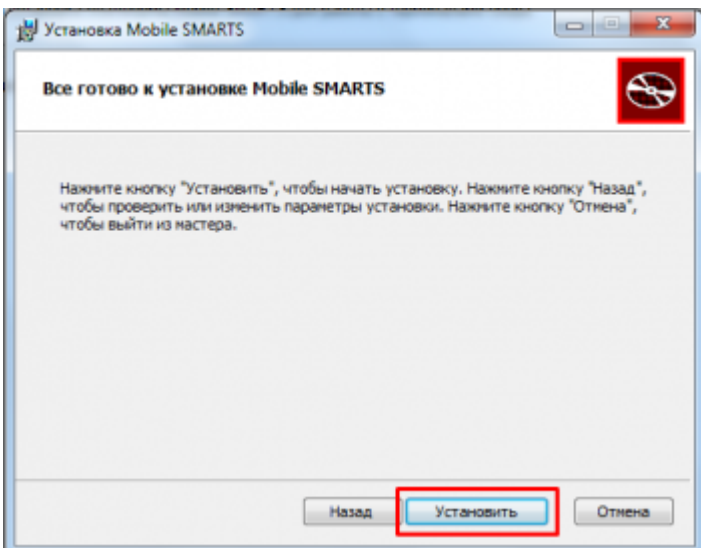 Установка Mobile SMARTS
Все готово к установке Mobile SMARTS
Нажмите кнопку "Установить", чтобы начать установку. Нажмите кнопку "Назад",
чтобы проверить или изменить параметры установки. Нажмите кнопку "Отмена",
чтобы выйти из мастера.
Назад Установить Отмена